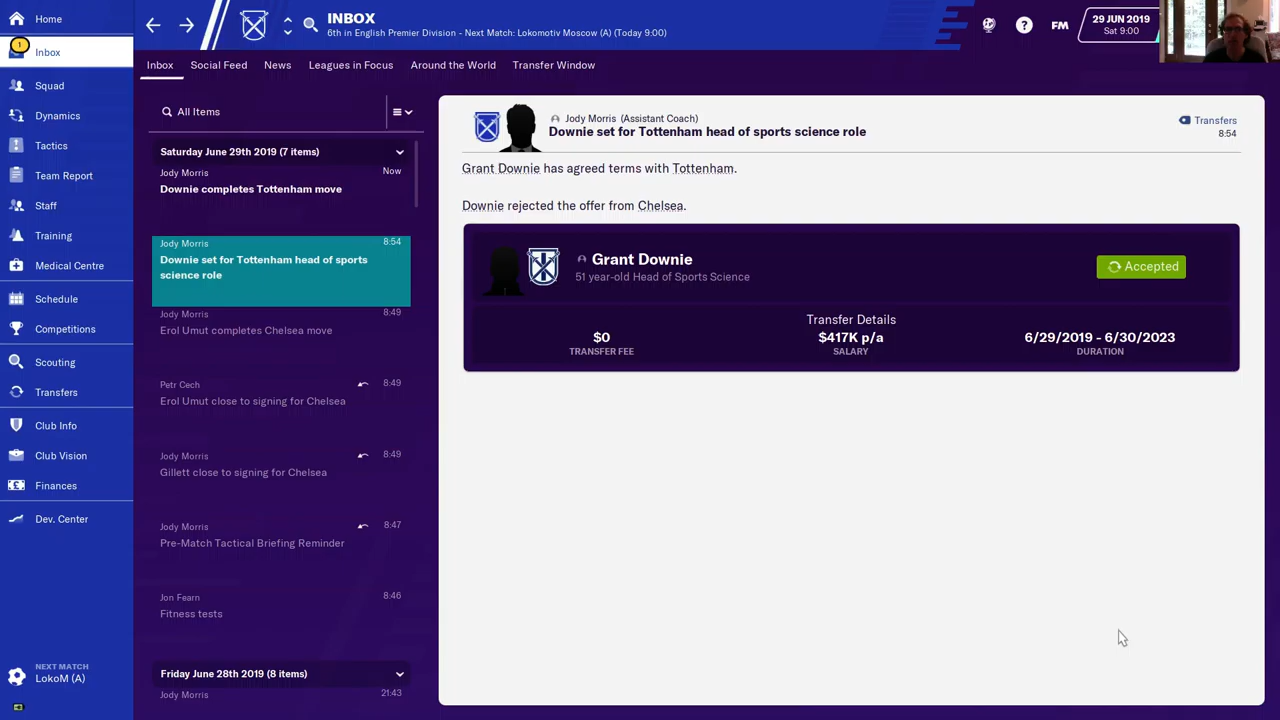 Home
Inbox
1
Squad
Dynamics
Tactics
Team Report
Staff
Training
Medical Centre
Schedule
Competitions
Scouting
Transfers
Club Info
Club Vision
Finances
Dev. Center
NEXT MATCH
LokoM (A)
INBOX
6th in English Premier Division - Next Match: Lokomotiv Moscow (A) (Today 9:00)
?
FM
29 JUN 2019
Sat 9:00
Inbox
Social Feed
News
Leagues in Focus
Around the World
Transfer Window
All Items
Saturday June 29th 2019 (7 items)
Jody Morris Now
Downie completes Tottenham move
Jody Morris 8:54
Downie set for Tottenham head of sports
science role
Jody Morris 8:49
Erol Umut completes Chelsea move
Petr Cech 8:49
Erol Umut close to signing for Chelsea
Jody Morris 8:49
Gillett close to signing for Chelsea
Jody Morris 8:47
Pre-Match Tactical Briefing Reminder
Jon Fearn 8:46
Fitness tests
Friday June 28th 2019 (8 items)
Jody Morris 21:43
Jody Morris (Assistant Coach)
Downie set for Tottenham head of sports science role
Transfers
8:54
Grant Downie has agreed terms with Tottenham.
Downie rejected the offer from Chelsea.
Grant Downie
51 year-old Head of Sports Science
Accepted
Transfer Details
$0
TRANSFER FEE
$417K p/a
SALARY
6/29/2019 - 6/30/2023
DURATION